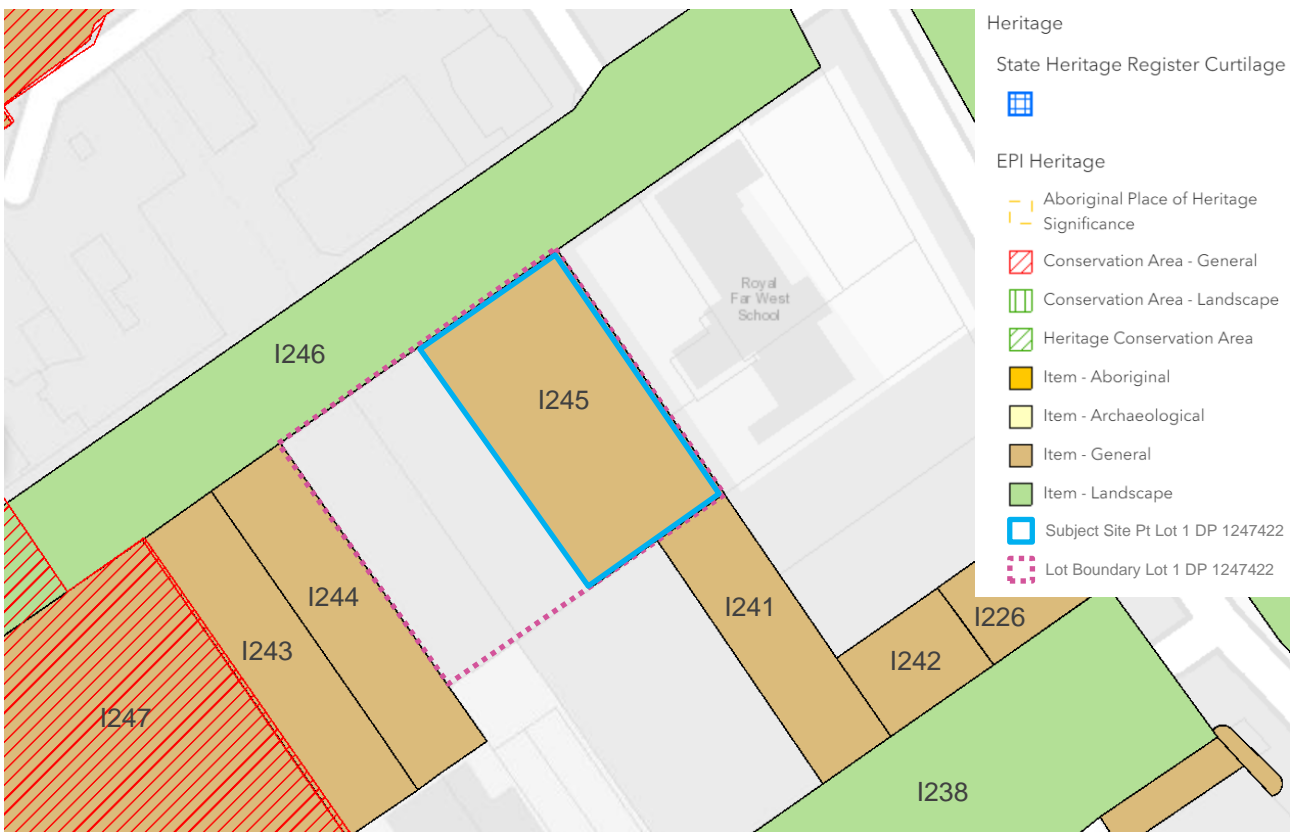 Heritage
State Heritage Register Curtilage
EPI Heritage
Aboriginal Place of Heritage
Significance
Conservation Area - General
Conservation Area - Landscape
Heritage Conservation Area
Item - Aboriginal
Item - Archaeological
Item - General
Item - Landscape
Subject Site Pt Lot 1 DP 1247422
Lot Boundary Lot 1 DP 1247422
Royal
Far West
School
I246
I245
I244
I243
I247
I241
I226
I242
I238